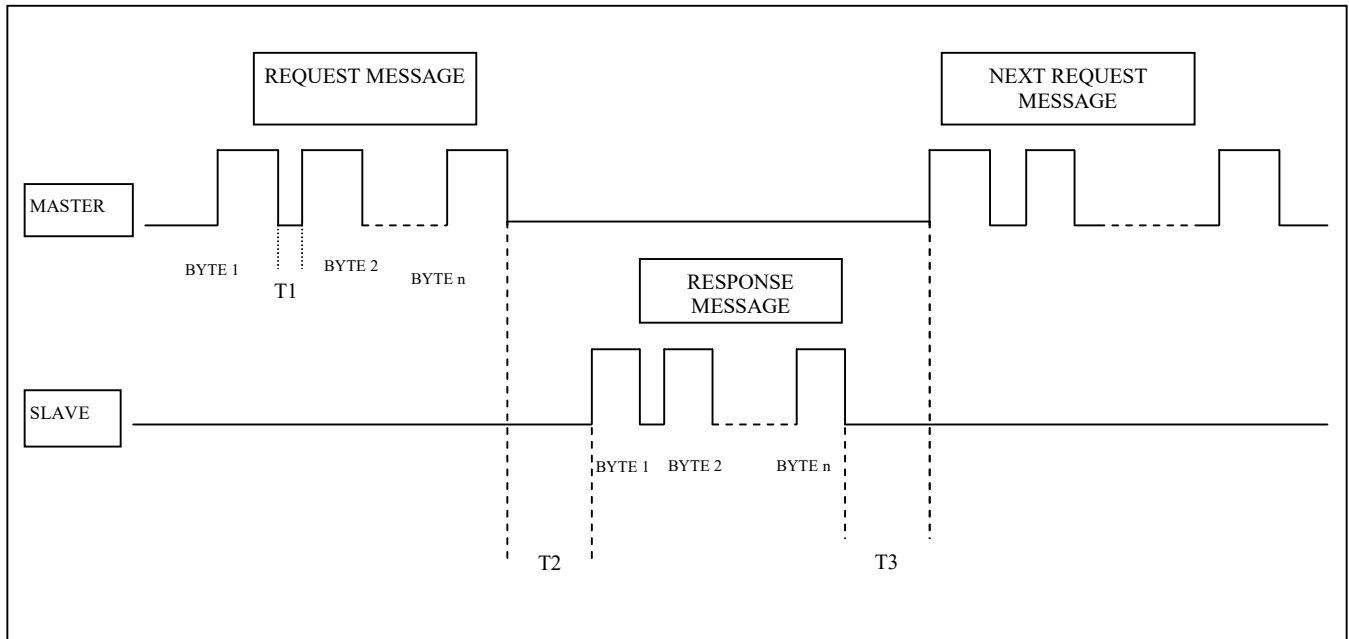 REQUEST MESSAGE
NEXT REQUEST
MESSAGE
MASTER
BYTE 1
T1
BYTE 2
BYTE n
RESPONSE
MESSAGE
SLAVE
BYTE 1
BYTE 2
BYTE n
T2
T3